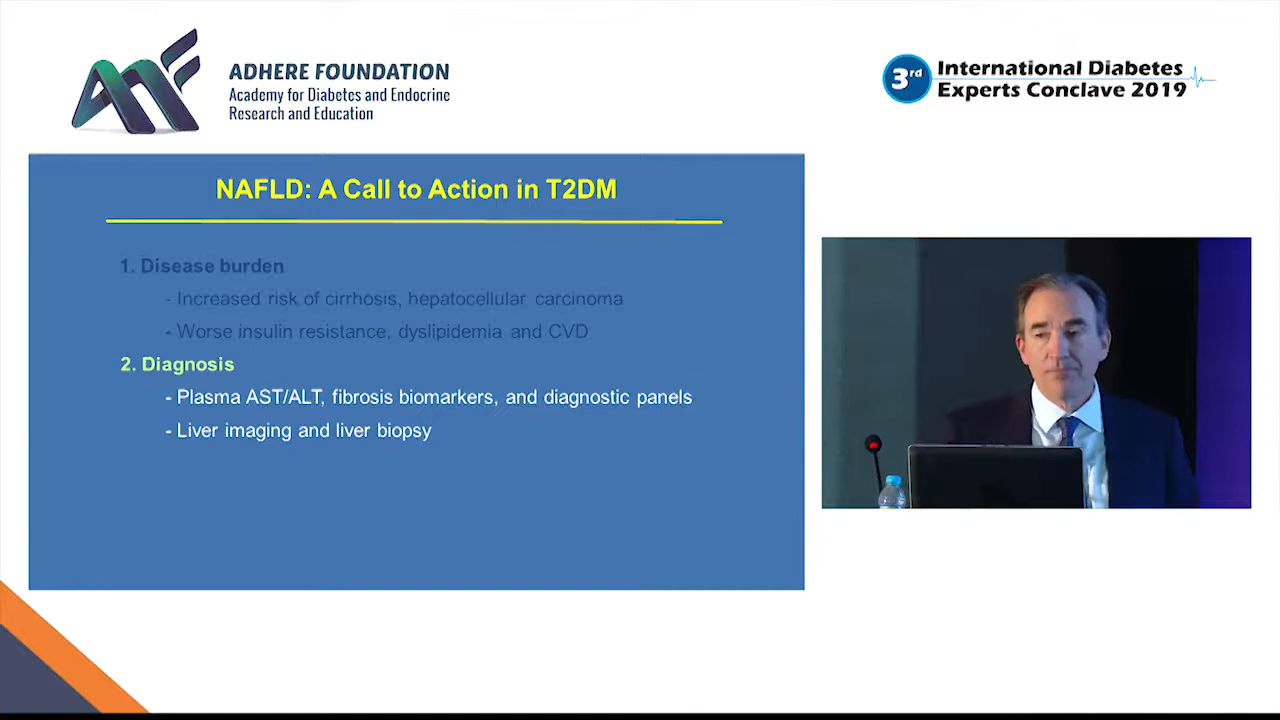 ADHERE FOUNDATION
Academy for Diabetes and Endocrine
Research and Education
3rd
International Diabetes
Experts Conclave 2019
NAFLD: A Call to Action in T2DM
1. Disease burden
- Increased risk of cirrhosis, hepatocellular carcinoma
- Worse insulin resistance, dyslipidemia and CVD
2. Diagnosis
- Plasma AST/ALT, fibrosis biomarkers, and diagnostic panels
- Liver imaging and liver biopsy